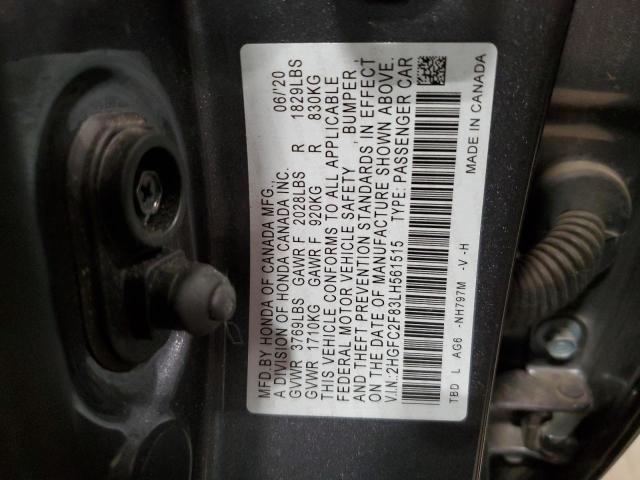 MFD.BY HONDA OF CANADA MFG., 06/'20
A DIVISION OF HONDA CANADA INC.
GVWR 3769LBS GAWR F 2028LBS R 1829LBS
GVWR 1710KG GAWR F 920KG R 830KG
THIS VEHICLE CONFORMS TO ALL APPLICABLE
FEDERAL MOTOR VEHICLE SAFETY , BUMPER ,
AND THEFT PREVENTION STANDARDS IN EFFECT
ON THE DATE OF MANUFACTURE SHOWN ABOVE.
V.I.N.:2HGFC2F83LH561515 TYPE: PASSENGER CAR
TBD L AG6 -NH797M -V -H MADE IN CANADA